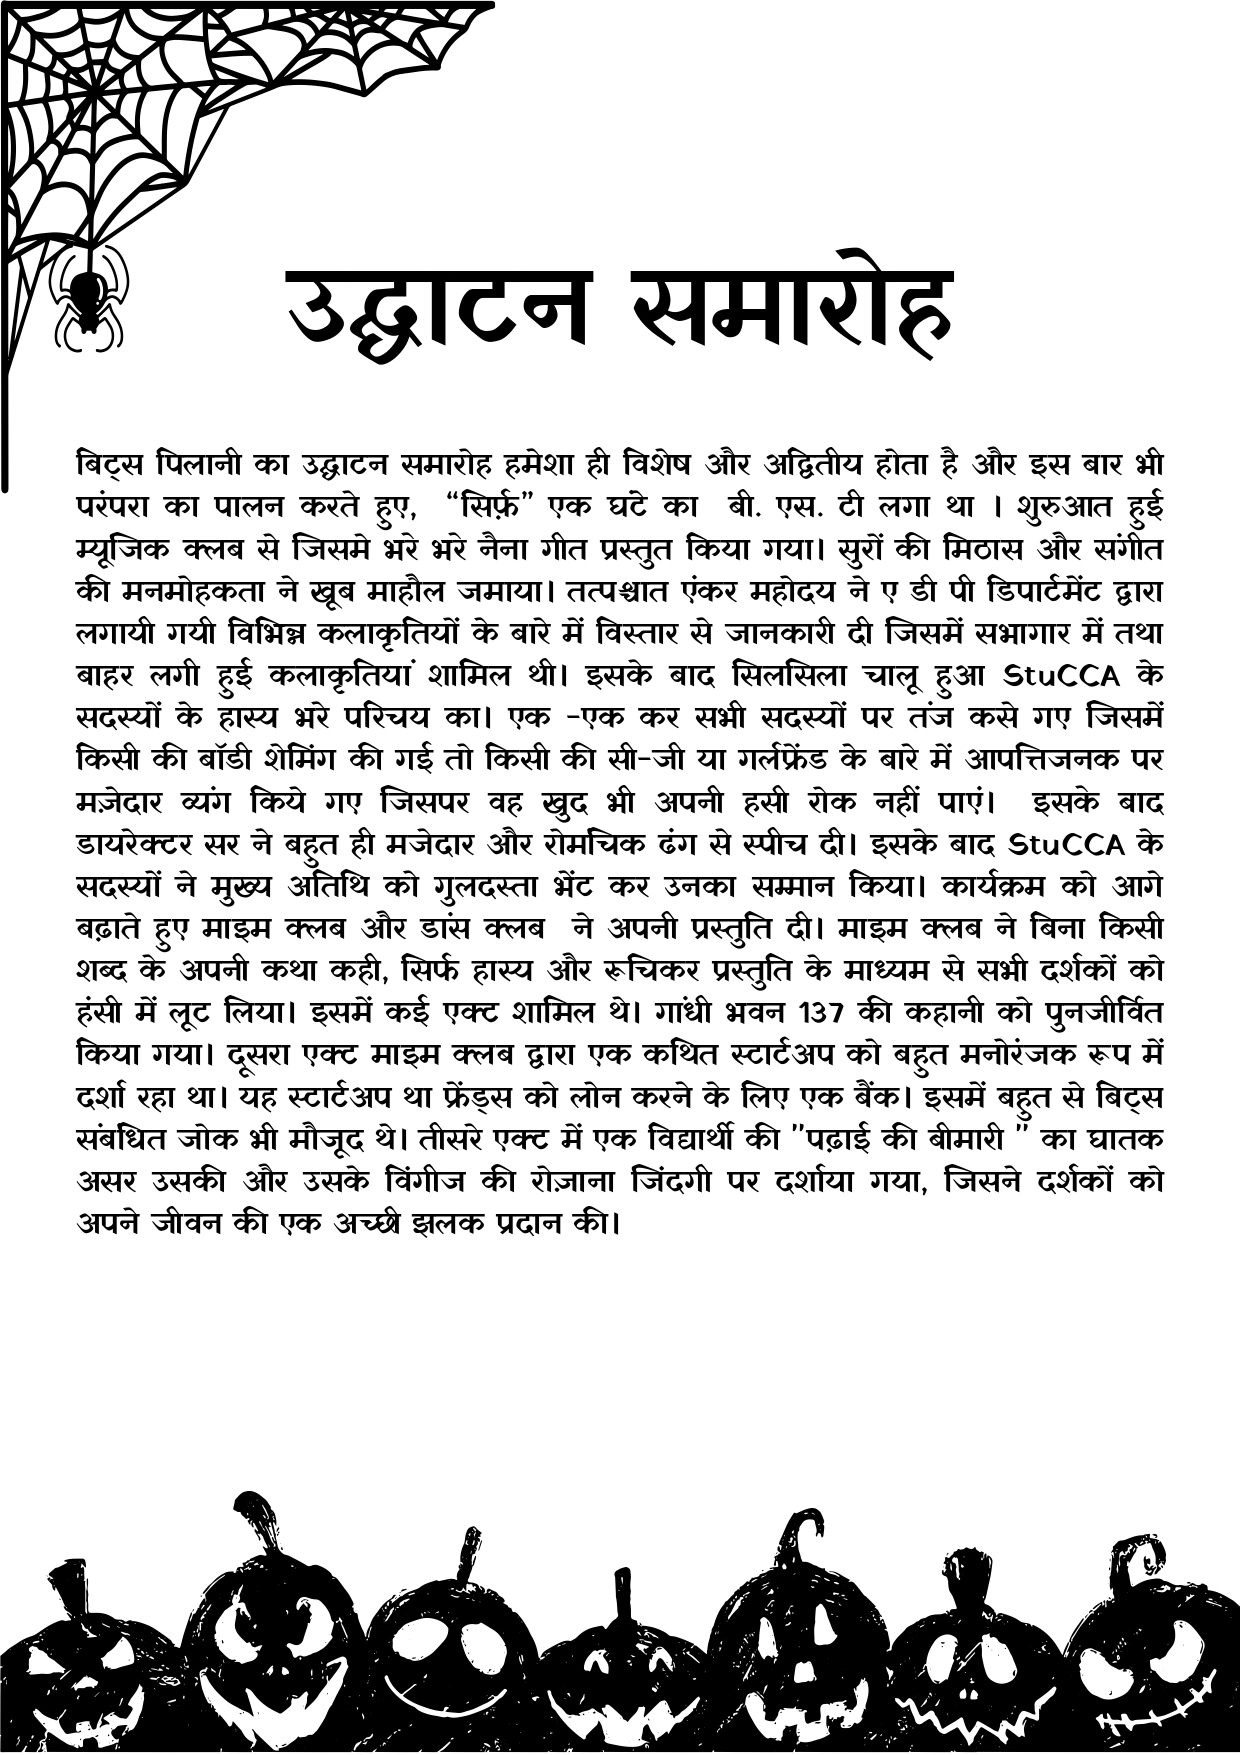 उद्घाटन समारोह
बिट्स पिलानी का उद्घाटन समारोह हमेशा ही विशेष और अद्वितीय होता है और इस बार भी
परंपरा का पालन करते हुए, “सिर्फ़” एक घंटे का बी. एस. टी लगा था । शुरुआत हुई
म्यूजिक क्लब से जिसमे भरे भरे नैना गीत प्रस्तुत किया गया। सुरों की मिठास और संगीत
की मनमोहकता ने खूब माहौल जमाया। तत्पश्चात एंकर महोदय ने ए डी पी डिपार्टमेंट द्वारा
लगायी गयी विभिन्न कलाकृतियों के बारे में विस्तार से जानकारी दी जिसमें सभागार में तथा
बाहर लगी हुई कलाकृतियां शामिल थी। इसके बाद सिलसिला चालू हुआ StuCCA के
सदस्यों के हास्य भरे परिचय का। एक -एक कर सभी सदस्यों पर तंज कसे गए जिसमें
किसी की बॉडी शेमिंग की गई तो किसी की सी-जी या गर्लफ्रेंड के बारे में आपत्तिजनक पर
मज़ेदार व्यंग किये गए जिसपर वह खुद भी अपनी हसी रोक नहीं पाएं। इसके बाद
डायरेक्टर सर ने बहुत ही मजेदार और रोमचिक ढंग से स्पीच दी। इसके बाद StuCCA के
सदस्यों ने मुख्य अतिथि को गुलदस्ता भेंट कर उनका सम्मान किया। कार्यक्रम को आगे
बढ़ाते हुए माइम क्लब और डांस क्लब ने अपनी प्रस्तुति दी। माइम क्लब ने बिना किसी
शब्द के अपनी कथा कही, सिर्फ हास्य और रूचिकर प्रस्तुति के माध्यम से सभी दर्शकों को
हंसी में लूट लिया। इसमें कई एक्ट शामिल थे। गांधी भवन 137 की कहानी को पुनजीर्वित
किया गया। दूसरा एक्ट माइम क्लब द्वारा एक कथित स्टार्टअप को बहुत मनोरंजक रूप में
दर्शा रहा था। यह स्टार्टअप था फ्रेंड्स को लोन करने के लिए एक बैंक। इसमें बहुत से बिट्स
संबंधित जोक भी मौजूद थे। तीसरे एक्ट में एक विद्यार्थी की "पढ़ाई की बीमारी " का घातक
असर उसकी और उसके विंगीज की रोज़ाना जिंदगी पर दर्शाया गया, जिसने दर्शकों को
अपने जीवन की एक अच्छी झलक प्रदान की।